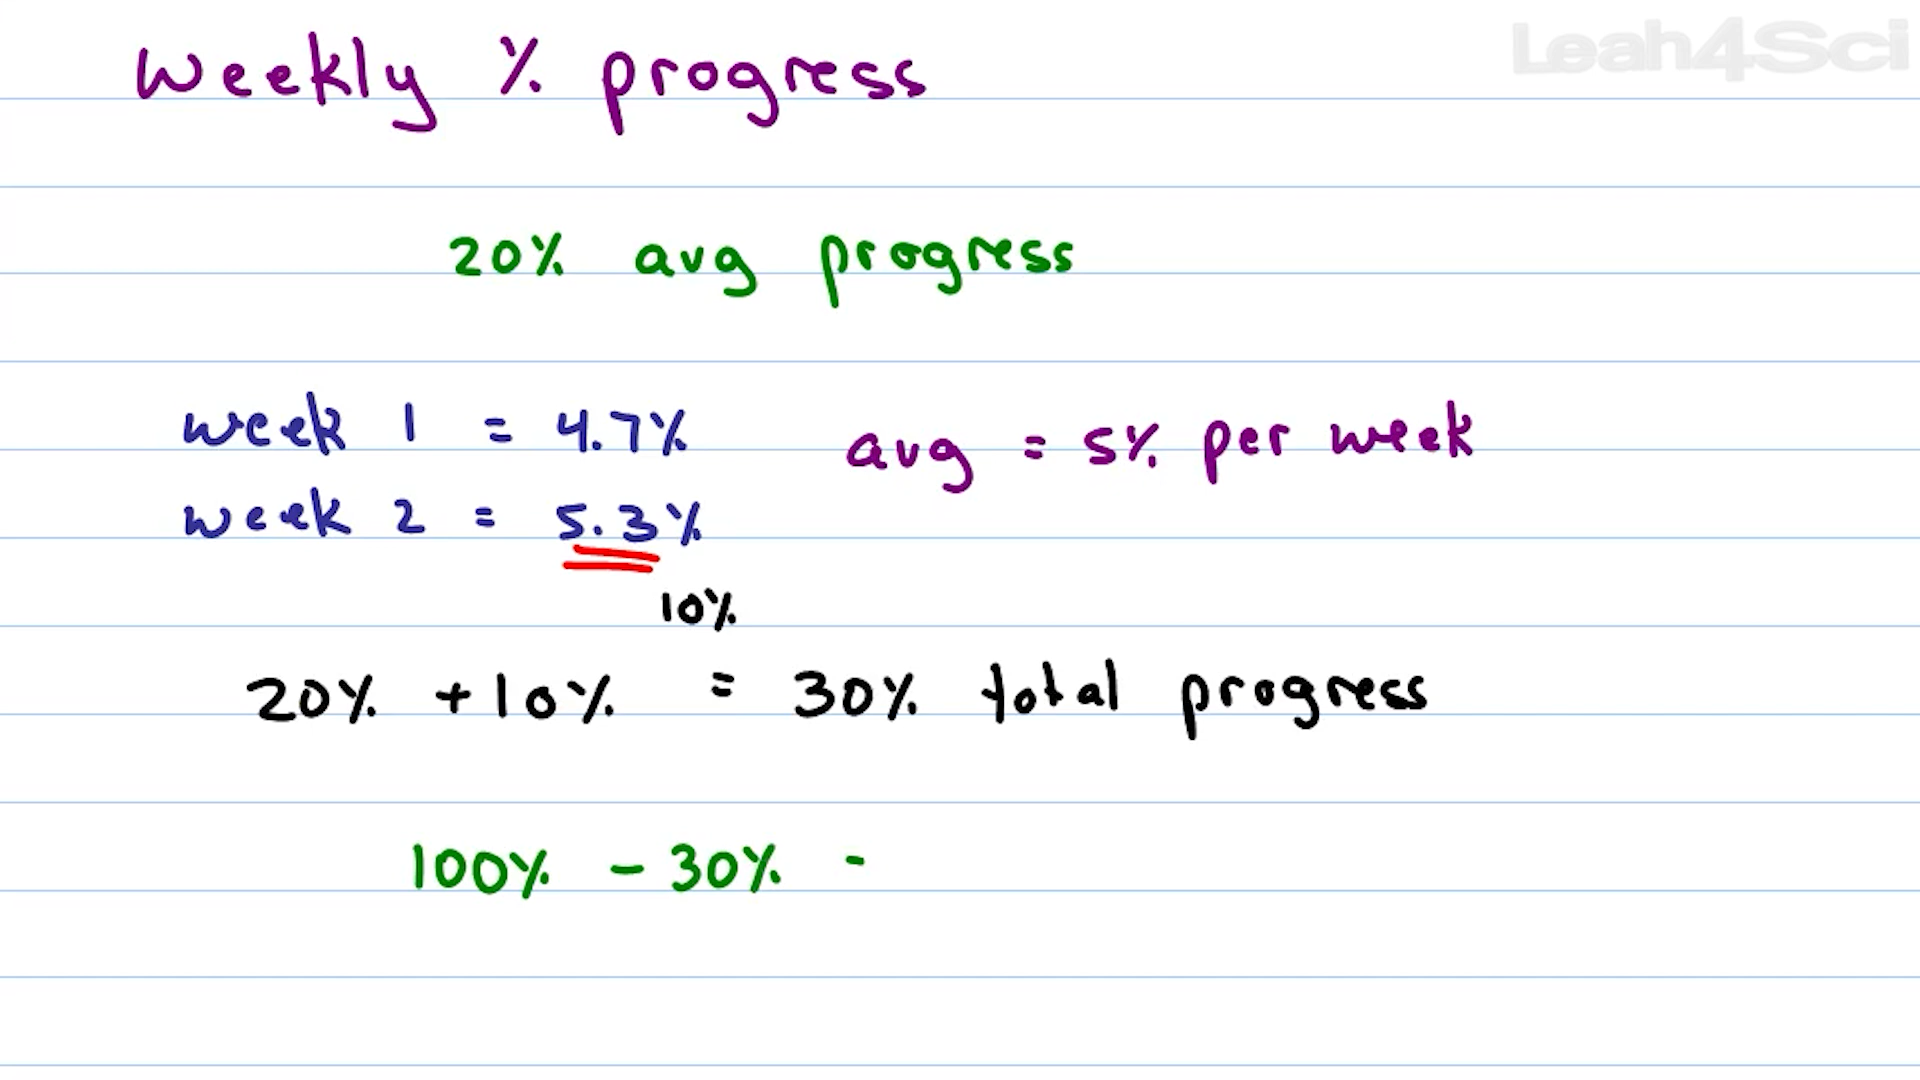 Leah4Sci
Weekly % progress
20% avg progress
week 1 = 4.7%
avg = 5% per week
week 2 = 5.3%
10%
20% + 10% = 30% total progress
100% - 30% -